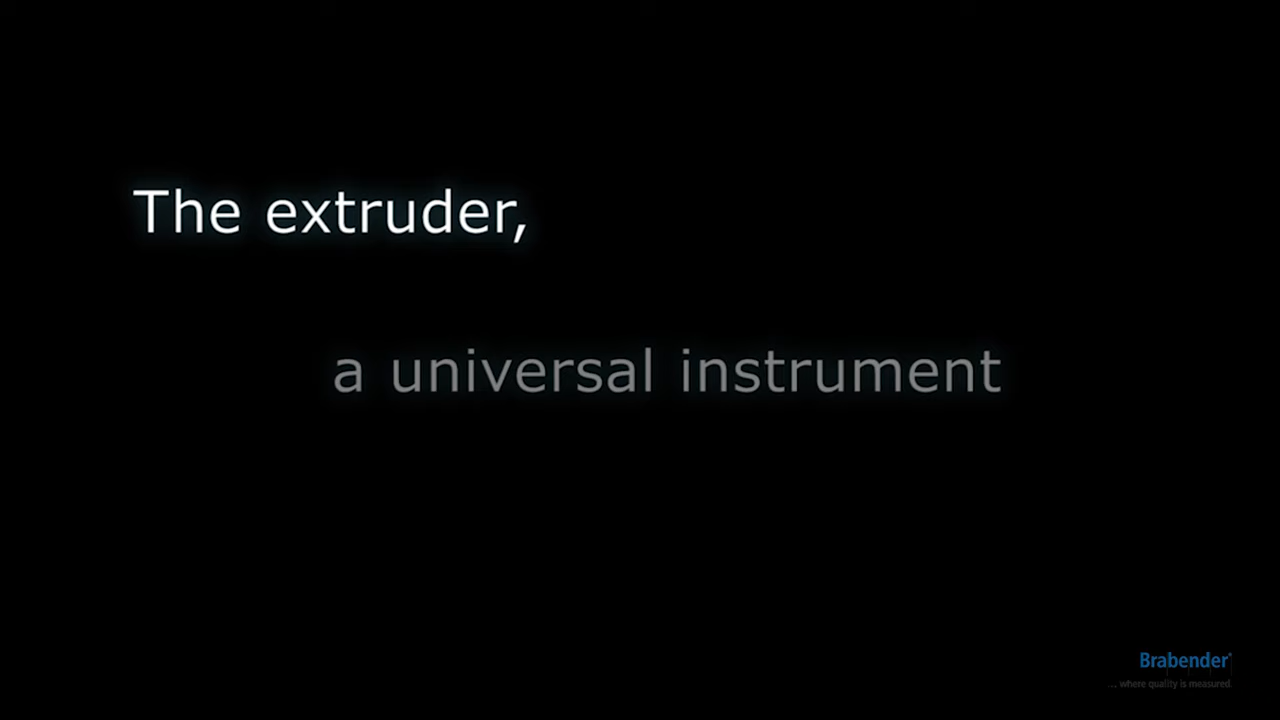 The extruder,
a universal instrument
Brabender®
... where quality is measured.